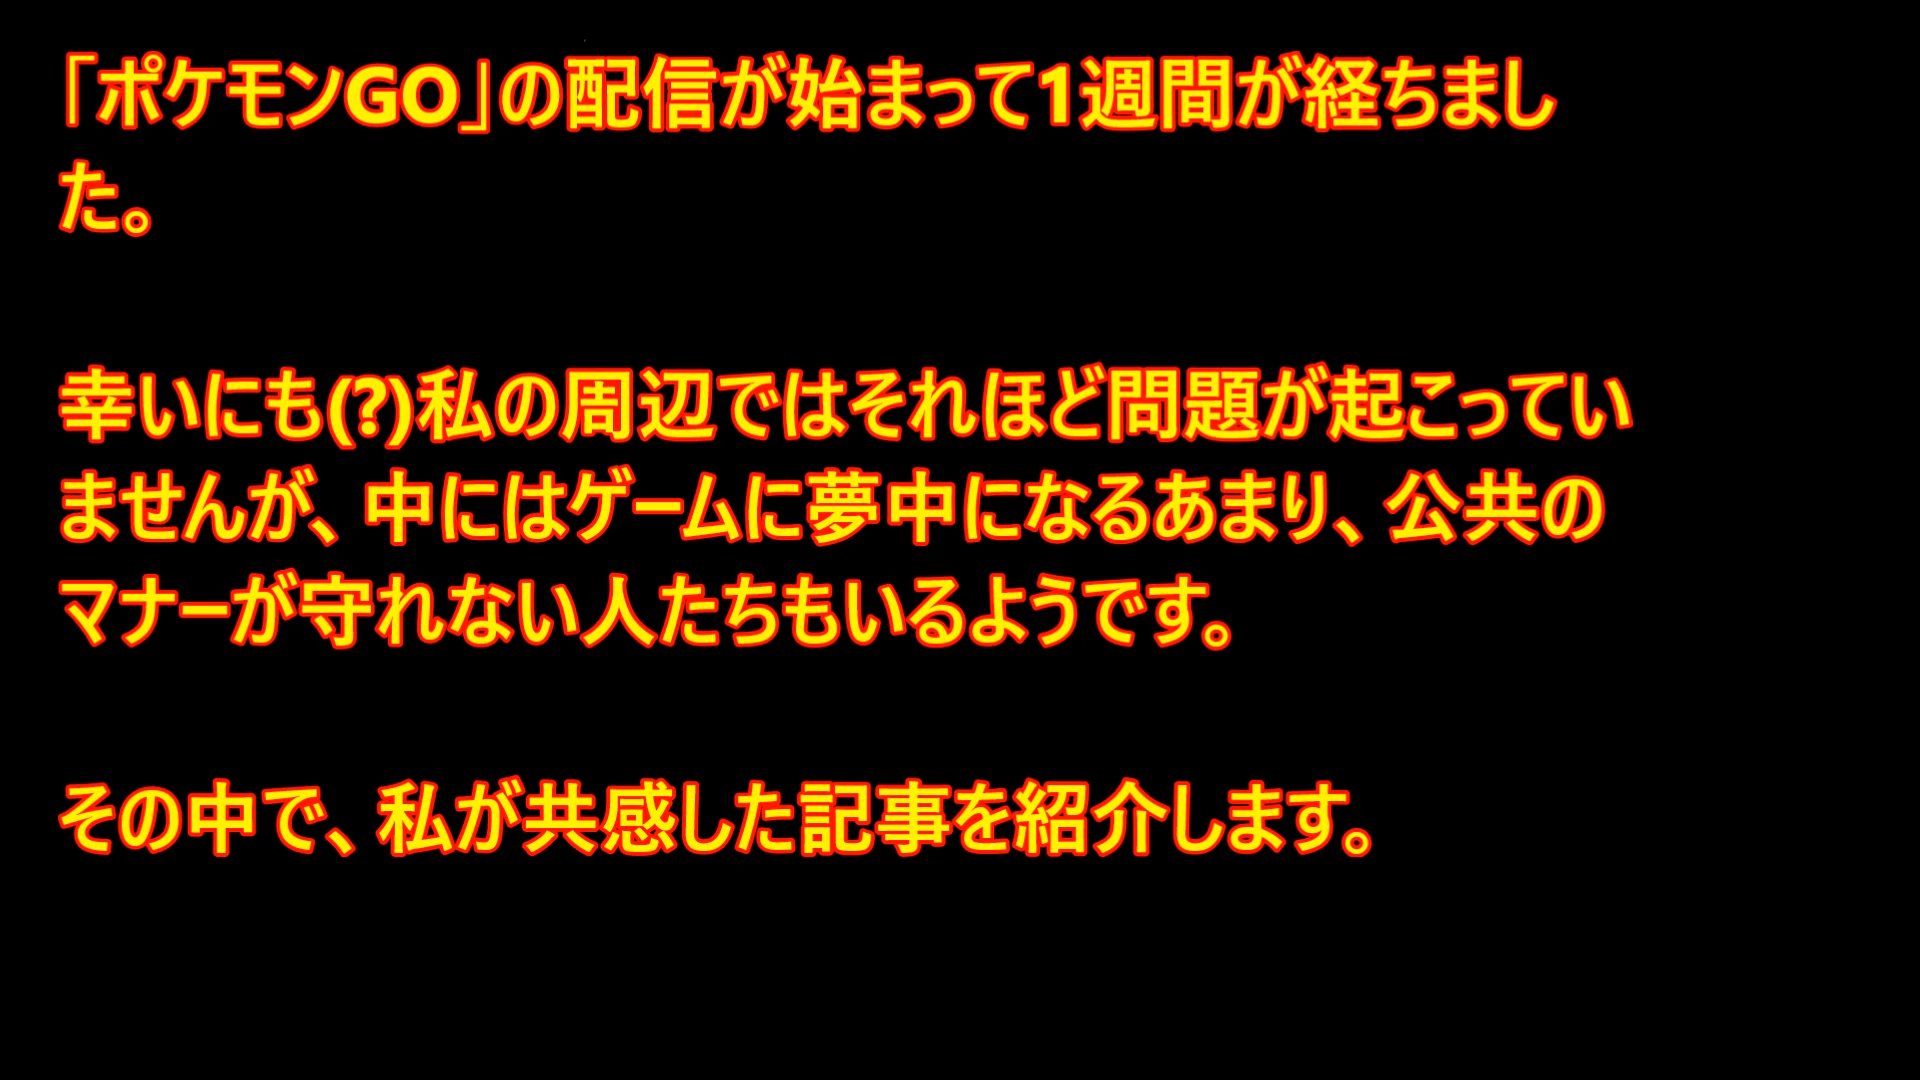 「ポケモンGO」の配信が始まって1週間が経ちまし
た。
幸いにも(?)私の周辺ではそれほど問題が起こってい
ませんが、中にはゲームに夢中になるあまり、公共の
マナーが守れない人たちもいるようです。
その中で、私が共感した記事を紹介します。